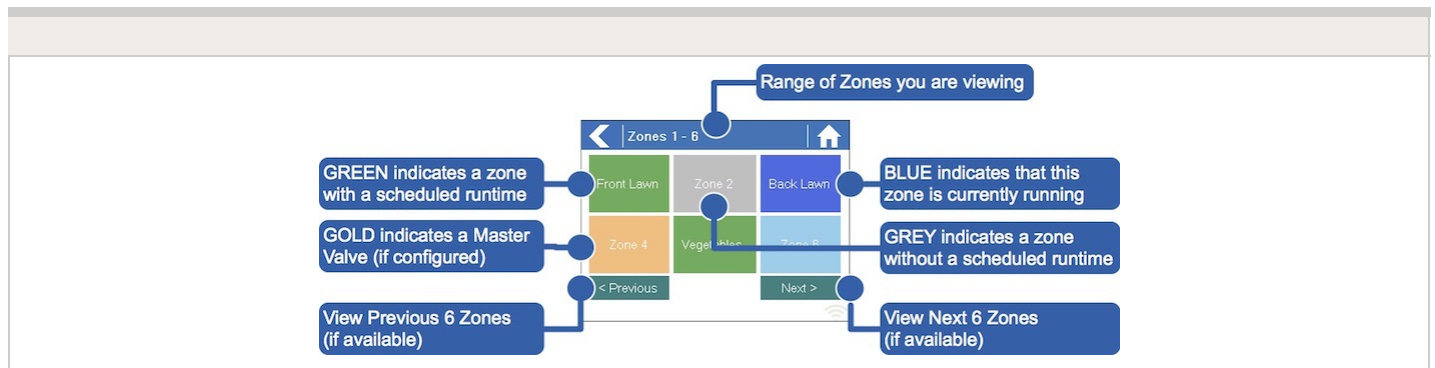 Range of Zones you are viewing
Zones 1 - 6
GREEN indicates a zone
with a scheduled runtime
Front Lawn
Zone 2
Back Lawn
BLUE indicates that this
zone is currently running
GOLD indicates a Master
Valve (if configured)
Zone 4
Vegetables
Zone 6
GREY indicates a zone
without a scheduled runtime
< Previous
Next >
View Previous 6 Zones
(if available)
View Next 6 Zones
(if available)